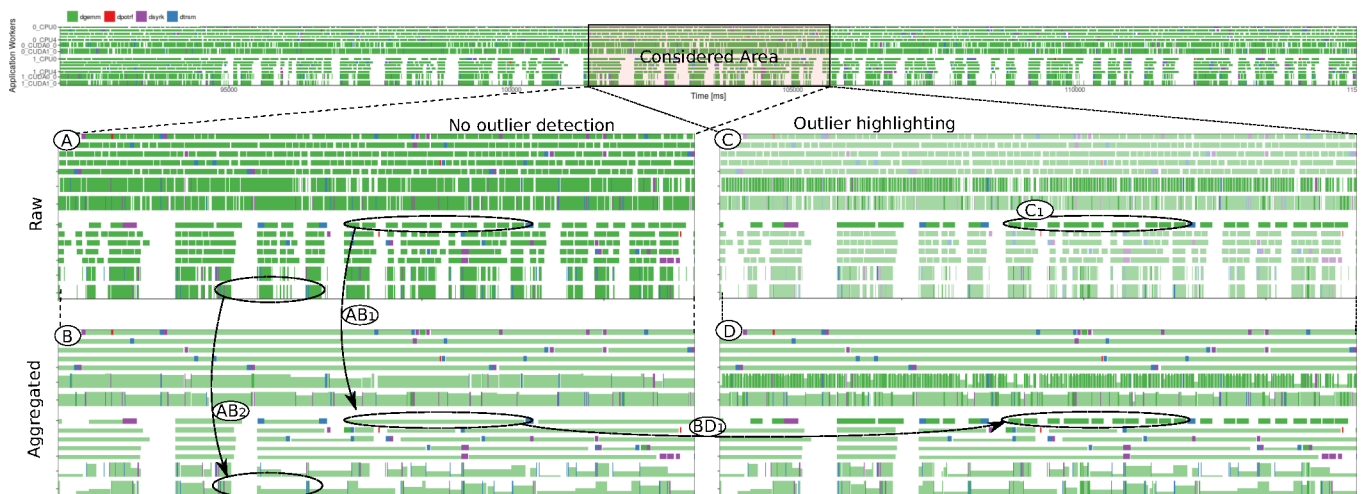 dgemm dpotrf dsyrk dtrsm
Application Workers
0_CPU0
0_CPU4
0_CUDA0_0
0_CUDA1_0
1_CPU0
1_CPU4
1_CUDA0_0
1_CUDA1_0
Considered Area
95000 100000 105000 110000
Time [ms]
A No outlier detection C Outlier highlighting
Raw
C1
AB1
B D
AB2
BD1
Aggregated